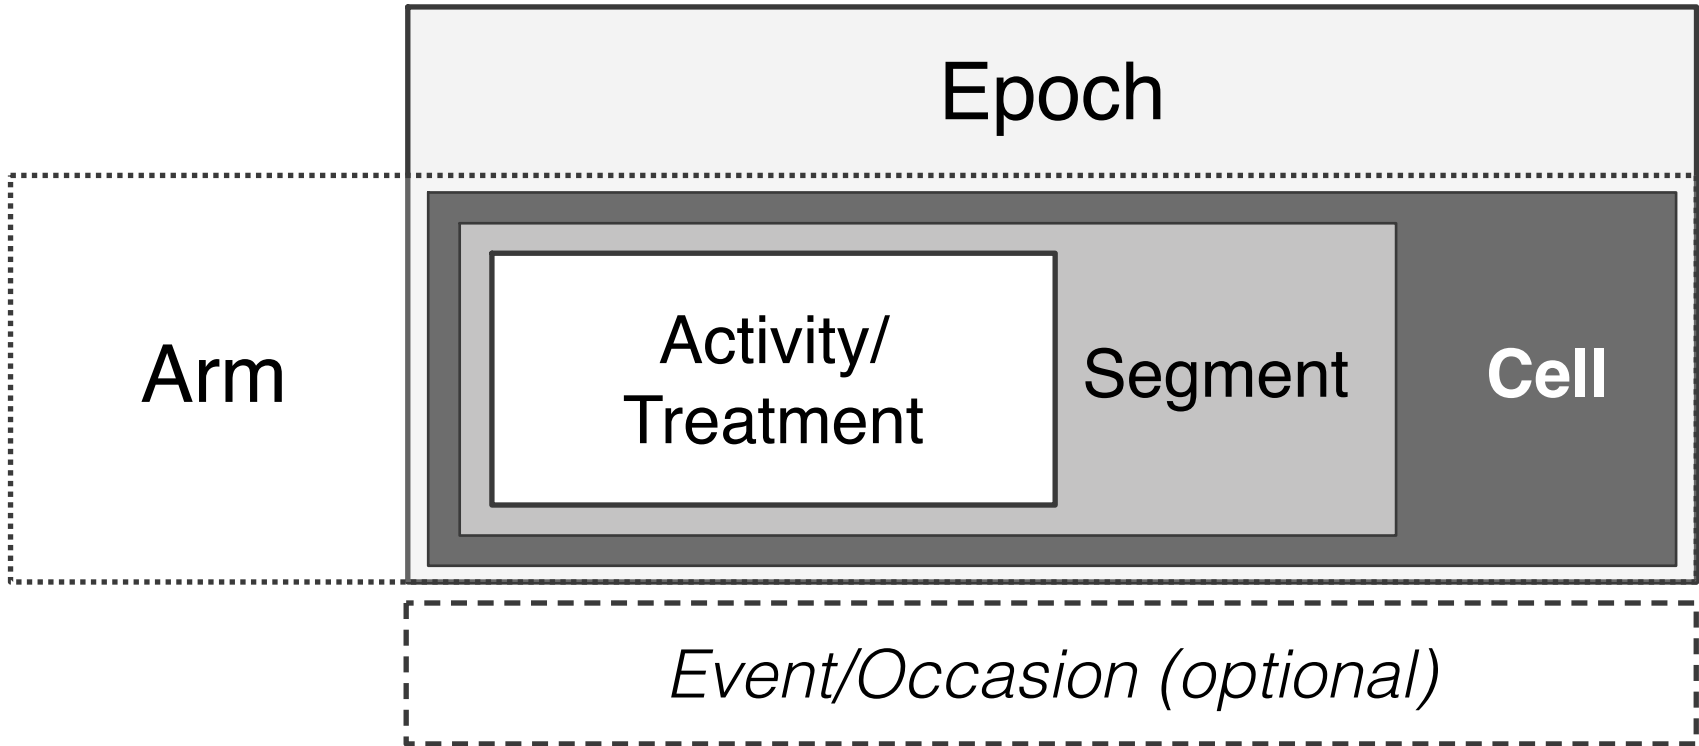 Epoch
Arm
Activity/
Treatment
Segment
Cell
Event/Occasion (optional)